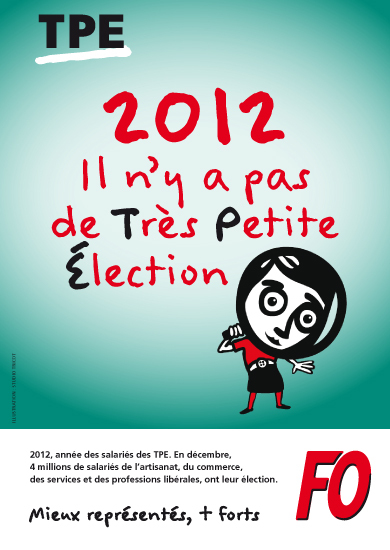 TPE
2012
Il n'y a pas
de Très Petite
Élection
2012, année des salariés des TPE. En décembre,
4 millions de salariés de l'artisanat, du commerce,
des services et des professions libérales, ont leur élection.
Mieux représentés, + forts
FO